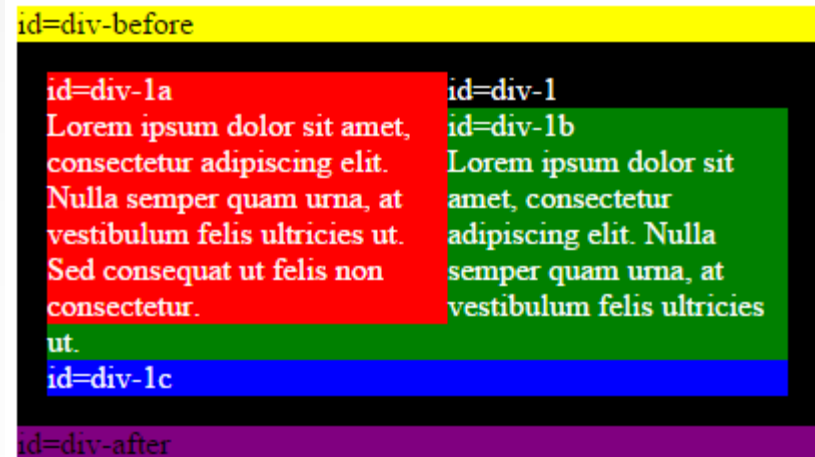 id=div-before
id=div-1a
Lorem ipsum dolor sit amet,
consectetur adipiscing elit.
Nulla semper quam urna, at
vestibulum felis ultricies ut.
Sed consequat ut felis non
consectetur.
id=div-1
id=div-1b
Lorem ipsum dolor sit
amet, consectetur
adipiscing elit. Nulla
semper quam urna, at
vestibulum felis ultricies
ut.
id=div-1c
id=div-after